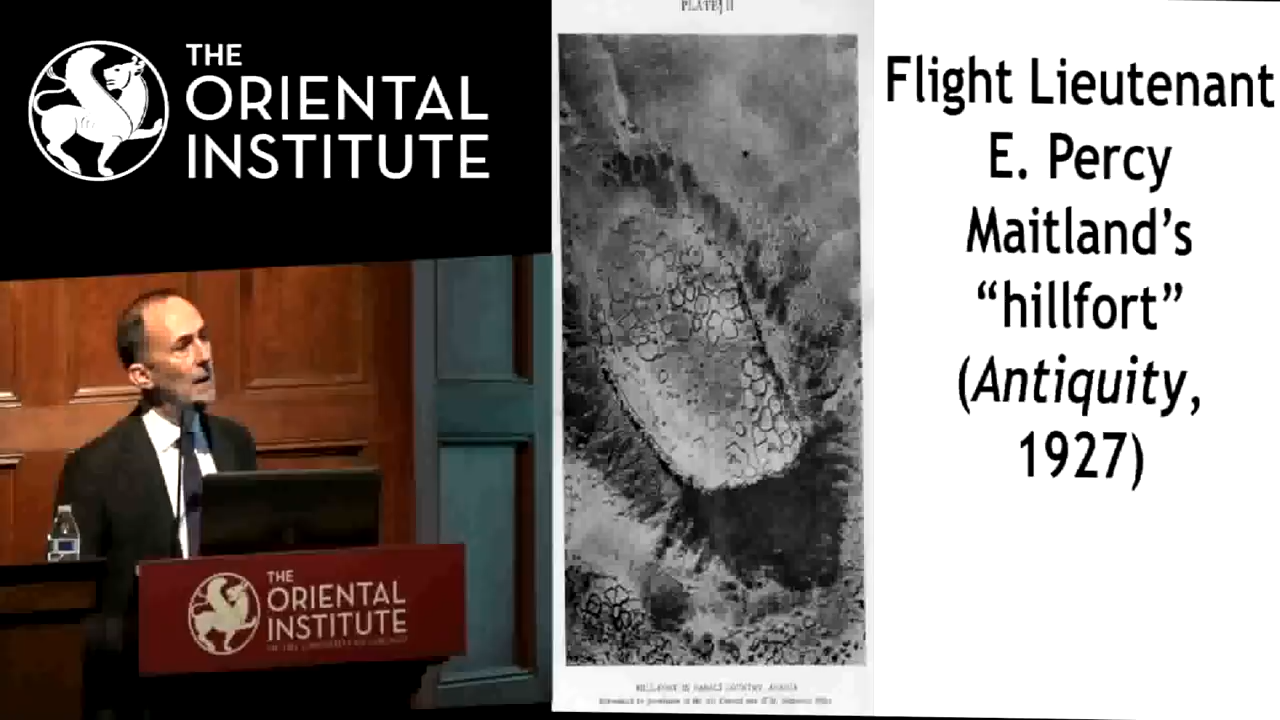 THE
ORIENTAL
INSTITUTE
PLATE II
Flight Lieutenant
E. Percy
Maitland’s
“hillfort”
(Antiquity,
1927)
THE
ORIENTAL
INSTITUTE